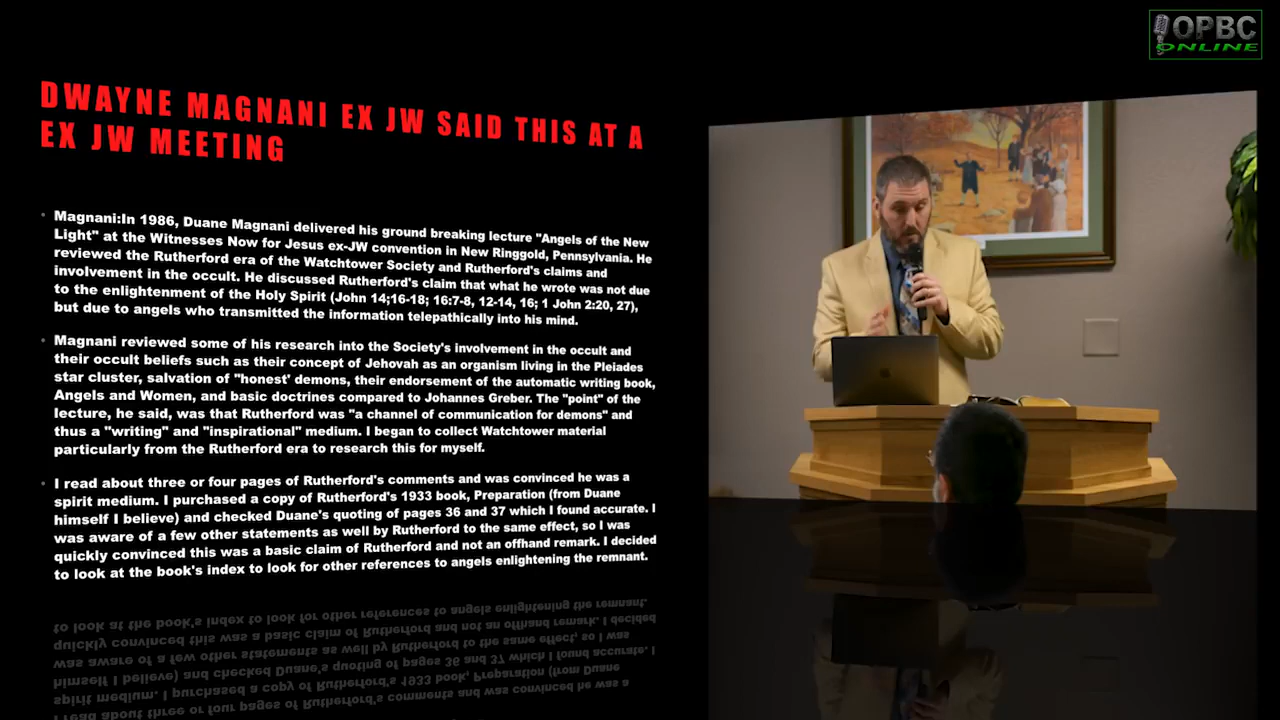 OPBC
ONLINE
DWAYNE MAGNANI EX JW SAID THIS AT A
EX JW MEETING
• Magnani:In 1986, Duane Magnani delivered his ground breaking lecture "Angels of the New
Light" at the Witnesses Now for Jesus ex-JW convention in New Ringgold, Pennsylvania. He
reviewed the Rutherford era of the Watchtower Society and Rutherford's claims and
involvement in the occult. He discussed Rutherford's claim that what he wrote was not due
to the enlightenment of the Holy Spirit (John 14;16-18; 16:7-8, 12-14, 16; 1 John 2:20, 27),
but due to angels who transmitted the information telepathically into his mind.
• Magnani reviewed some of his research into the Society's involvement in the occult and
their occult beliefs such as their concept of Jehovah as an organism living in the Pleiades
star cluster, salvation of "honest' demons, their endorsement of the automatic writing book,
Angels and Women, and basic doctrines compared to Johannes Greber. The "point" of the
lecture, he said, was that Rutherford was "a channel of communication for demons" and
thus a "writing" and "inspirational" medium. I began to collect Watchtower material
particularly from the Rutherford era to research this for myself.
• I read about three or four pages of Rutherford's comments and was convinced he was a
spirit medium. I purchased a copy of Rutherford's 1933 book, Preparation (from Duane
himself I believe) and checked Duane's quoting of pages 36 and 37 which I found accurate. I
was aware of a few other statements as well by Rutherford to the same effect, so I was
quickly convinced this was a basic claim of Rutherford and not an offhand remark. I decided
to look at the book's index to look for other references to angels enlightening the remnant.